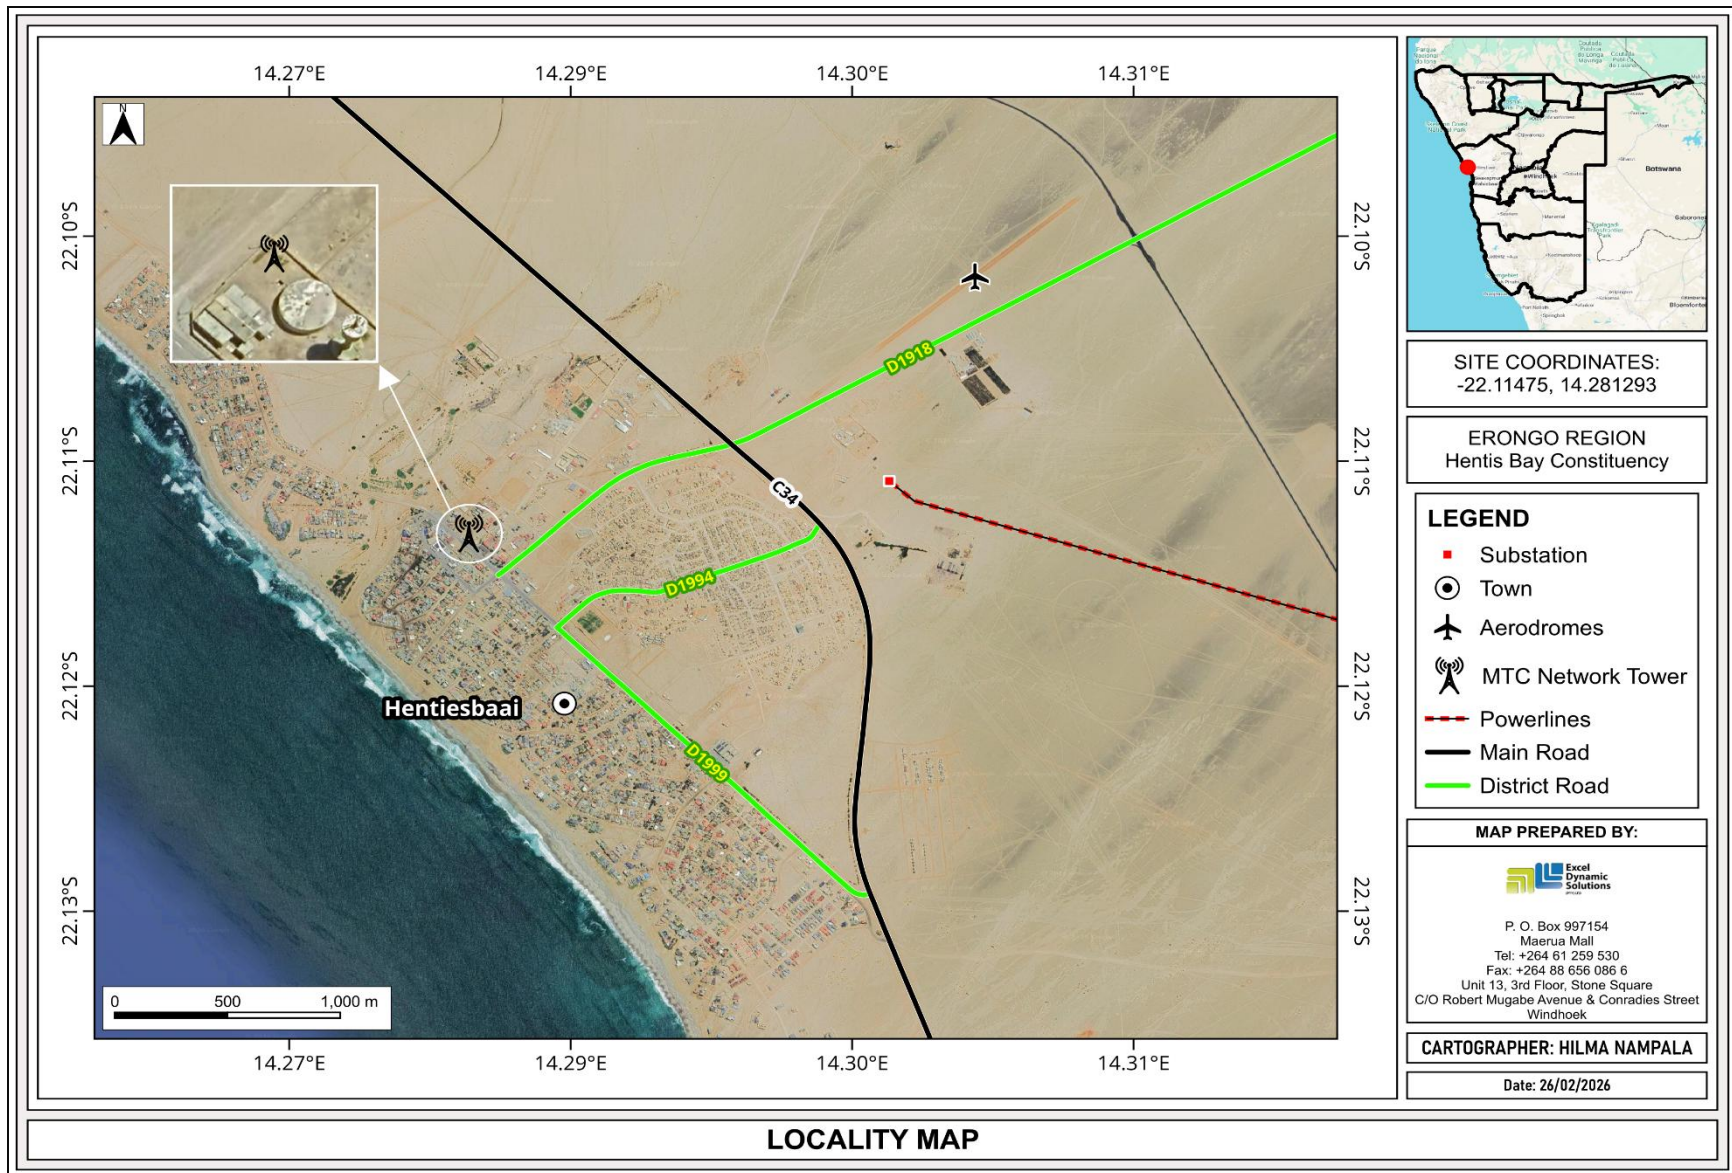 14.27°E
14.29°E
14.30°E
14.31°E
N
22.10°S
22.11°S
22.12°S
22.13°S
22.10°S
22.11°S
22.12°S
22.13°S
D1918
C34
D1994
D1999
Hentiesbaai
0 500 1,000 m
14.27°E
14.29°E
14.30°E
14.31°E
Botswana
Windhoek
SITE COORDINATES:
-22.11475, 14.281293
ERONGO REGION
Hentis Bay Constituency
LEGEND
Substation
Town
Aerodromes
MTC Network Tower
Powerlines
Main Road
District Road
MAP PREPARED BY:
Excel
Dynamic
Solutions
P. O. Box 997154
Maerua Mall
Tel: +264 61 259 530
Fax: +264 88 656 086 6
Unit 13, 3rd Floor, Stone Square
C/O Robert Mugabe Avenue & Conradies Street
Windhoek
CARTOGRAPHER: HILMA NAMPALA
Date: 26/02/2026
LOCALITY MAP